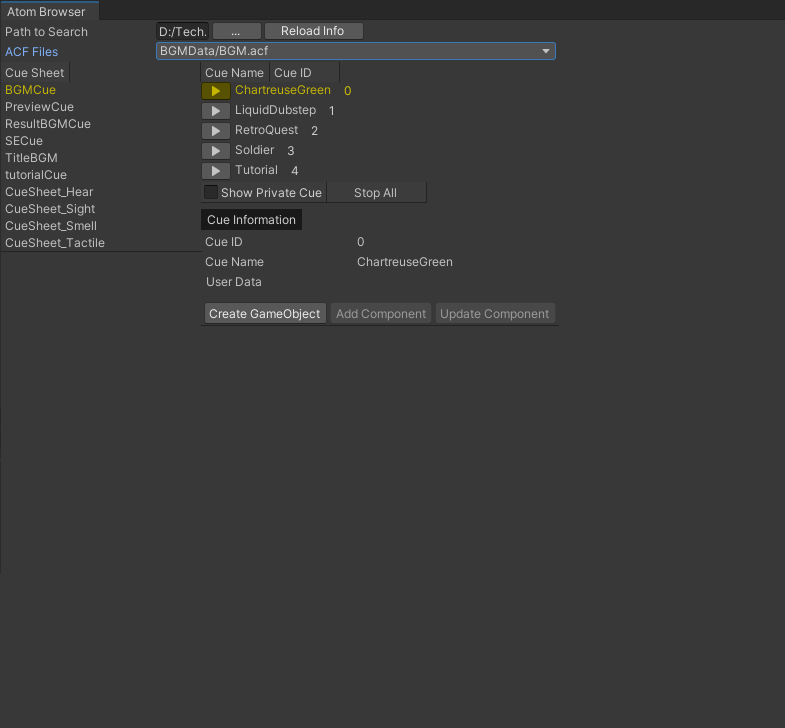 Atom Browser
Path to Search D:/Tech. ... Reload Info
ACF Files BGMData/BGM.acf
Cue Sheet
BGMCue
PreviewCue
ResultBGMCue
SECue
TitleBGM
tutorialCue
CueSheet_Hear
CueSheet_Sight
CueSheet_Smell
CueSheet_Tactile
Cue Name Cue ID
ChartreuseGreen 0
LiquidDubstep 1
RetroQuest 2
Soldier 3
Tutorial 4
Show Private Cue Stop All
Cue Information
Cue ID 0
Cue Name ChartreuseGreen
User Data
Create GameObject Add Component Update Component